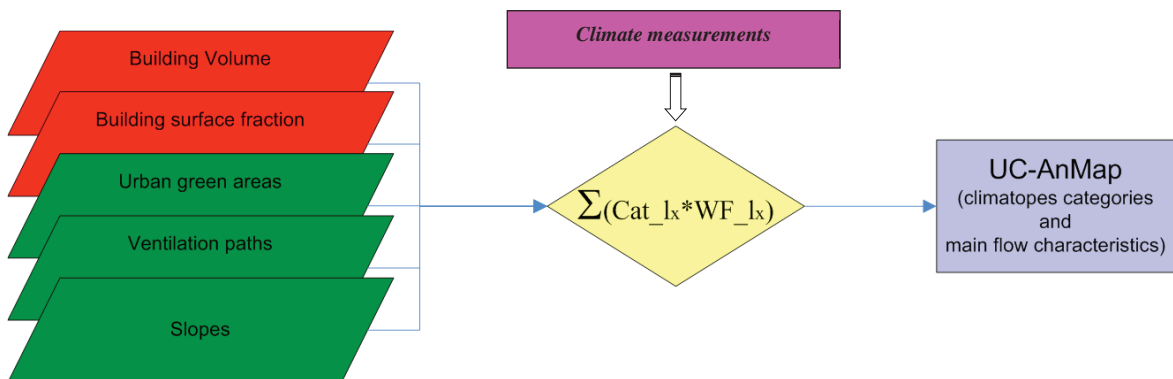 Building Volume
Building surface fraction
Urban green areas
Ventilation paths
Slopes
Climate measurements
∑(Cat_lx*WF_lx)
UC-AnMap
(climatopes categories
and
main flow characteristics)